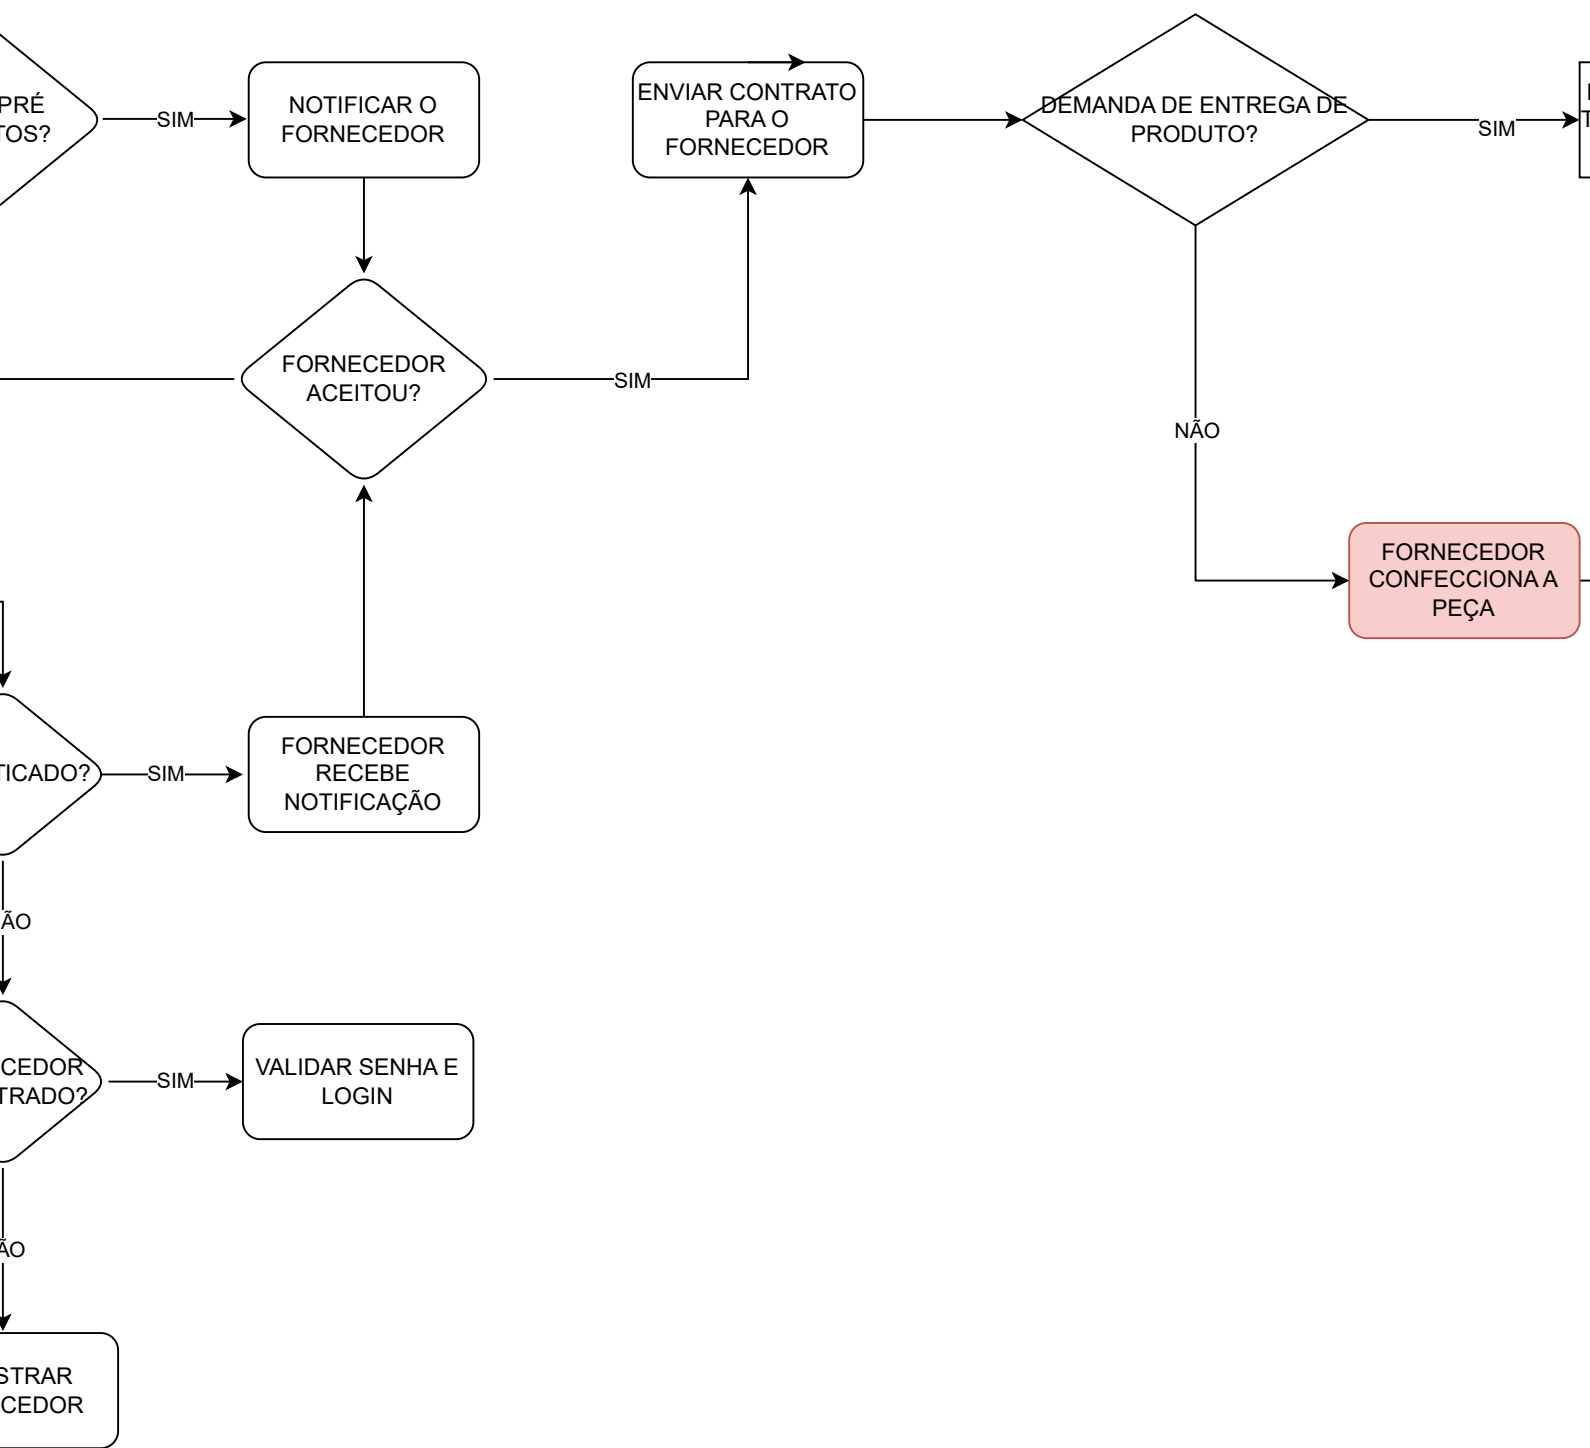 PRÉ
TOS?
SIM
NOTIFICAR O
FORNECEDOR
ENVIAR CONTRATO
PARA O
FORNECEDOR
DEMANDA DE ENTREGA DE
PRODUTO?
SIM
FORNECEDOR
ACEITOU?
SIM
NÃO
FORNECEDOR
CONFECCIONA A
PEÇA
TICADO?
SIM
FORNECEDOR
RECEBE
NOTIFICAÇÃO
ÃO
CEDOR
TRADO?
SIM
VALIDAR SENHA E
LOGIN
ÃO
STRAR
CEDOR